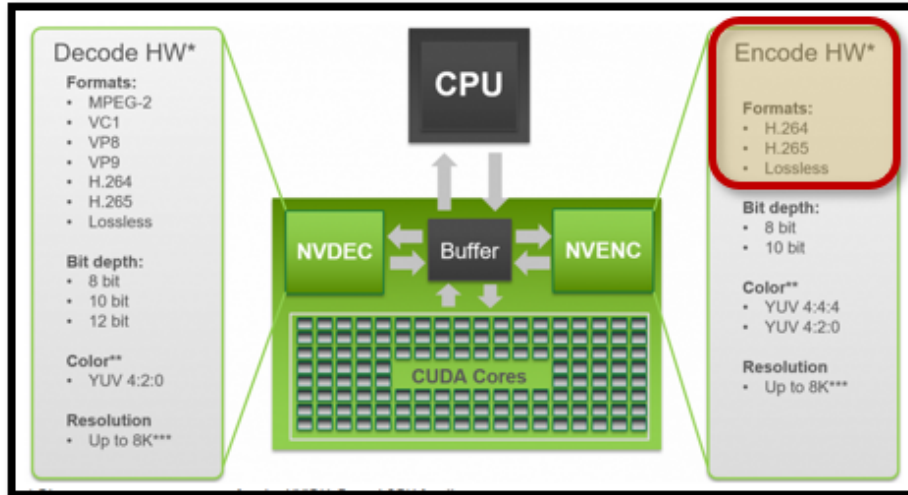 Decode HW*
Formats:
• MPEG-2
• VC1
• VP8
• VP9
• H.264
• H.265
• Lossless
Bit depth:
• 8 bit
• 10 bit
• 12 bit
Color**
• YUV 4:2:0
Resolution
• Up to 8K***
CPU
NVDEC
Buffer
NVENC
CUDA Cores
Encode HW*
Formats:
• H.264
• H.265
• Lossless
Bit depth:
• 8 bit
• 10 bit
Color**
• YUV 4:4:4
• YUV 4:2:0
Resolution
• Up to 8K***